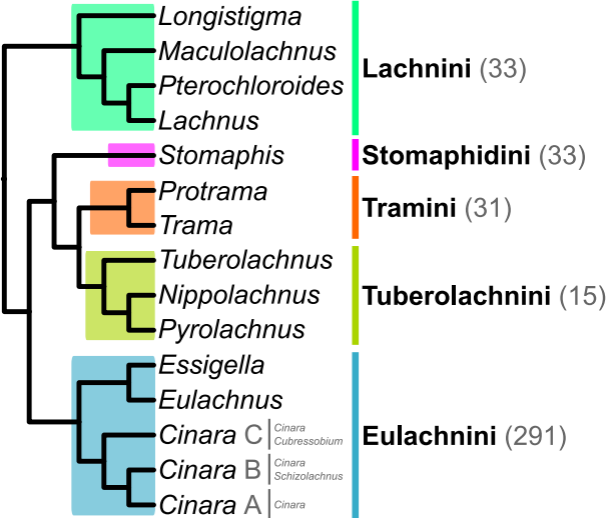 Longistigma
Maculolachnus
Pterochloroides
Lachnus
Lachnini (33)
Stomaphis
Stomaphidini (33)
Protrama
Trama
Tramini (31)
Tuberolachnus
Nippolachnus
Pyrolachnus
Tuberolachnini (15)
Essigella
Eulachnus
Cinara C
Cinara
Cubressobium
Cinara B
Cinara
Schizolachnus
Cinara A
Cinara
Eulachnini (291)